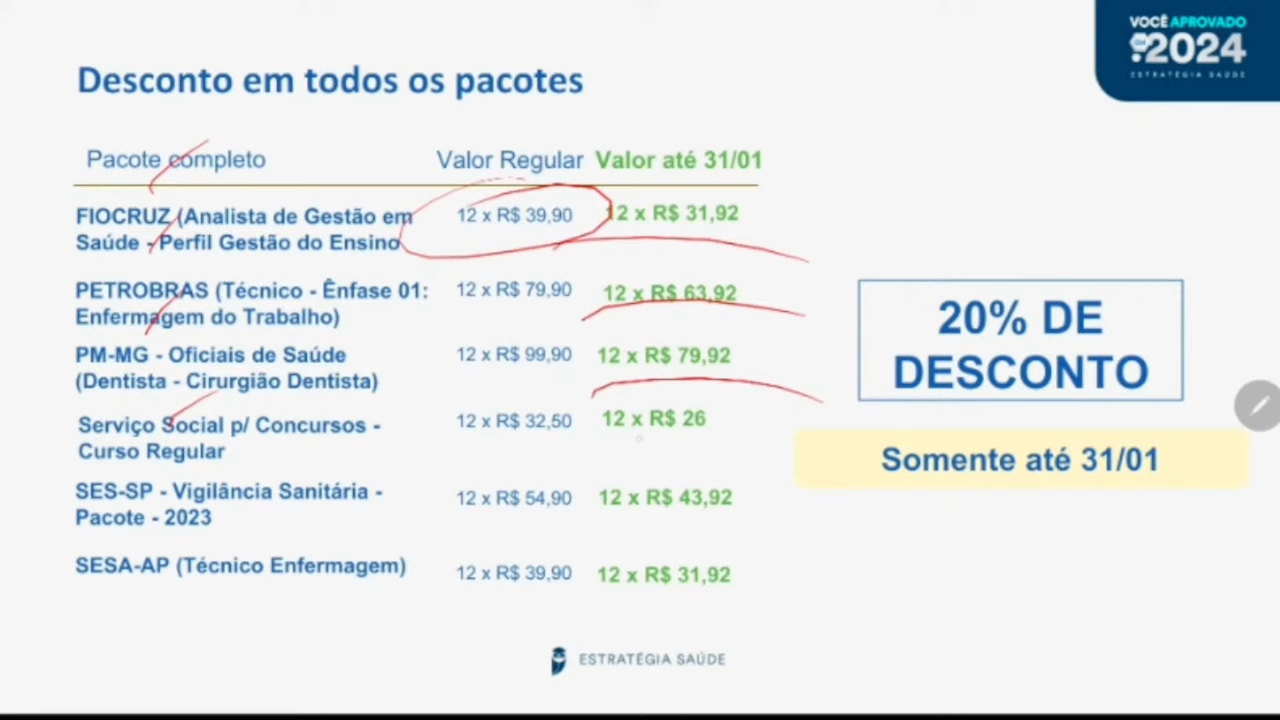 VOCÊ APROVADO
EM
2024
ESTRATÉGIA SAÚDE
Desconto em todos os pacotes
Pacote completo Valor Regular Valor até 31/01
FIOCRUZ (Analista de Gestão em
Saúde - Perfil Gestão do Ensino
12 x R$ 39,90 12 x R$ 31,92
PETROBRAS (Técnico - Ênfase 01:
Enfermagem do Trabalho)
12 x R$ 79,90 12 x R$ 63,92
PM-MG - Oficiais de Saúde
(Dentista - Cirurgião Dentista)
12 x R$ 99,90 12 x R$ 79,92
Serviço Social p/ Concursos -
Curso Regular
12 x R$ 32,50 12 x R$ 26
SES-SP - Vigilância Sanitária -
Pacote - 2023
12 x R$ 54,90 12 x R$ 43,92
SESA-AP (Técnico Enfermagem)
12 x R$ 39,90 12 x R$ 31,92
20% DE
DESCONTO
Somente até 31/01
ESTRATÉGIA SAÚDE